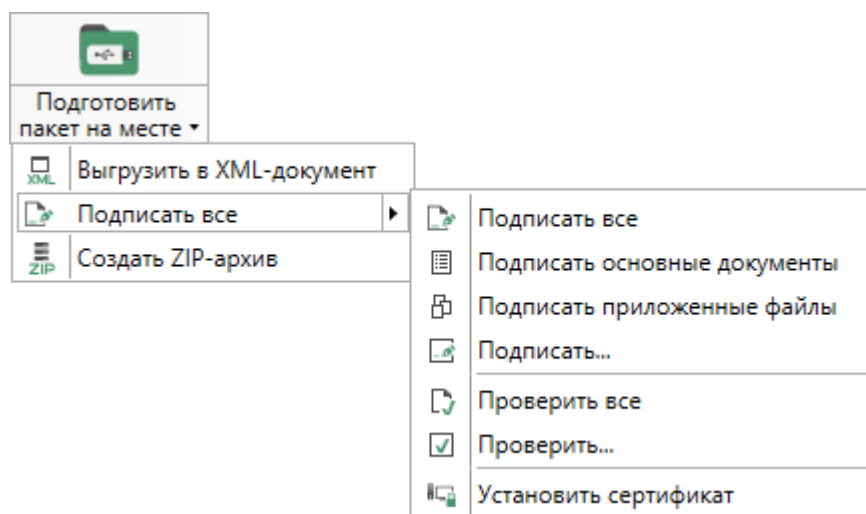 Подготовить
пакет на месте
XML
Выгрузить в XML-документ
Подписать все
ZIP
Создать ZIP-архив
Подписать все
Подписать основные документы
Подписать приложенные файлы
Подписать...
Проверить все
Проверить...
Установить сертификат